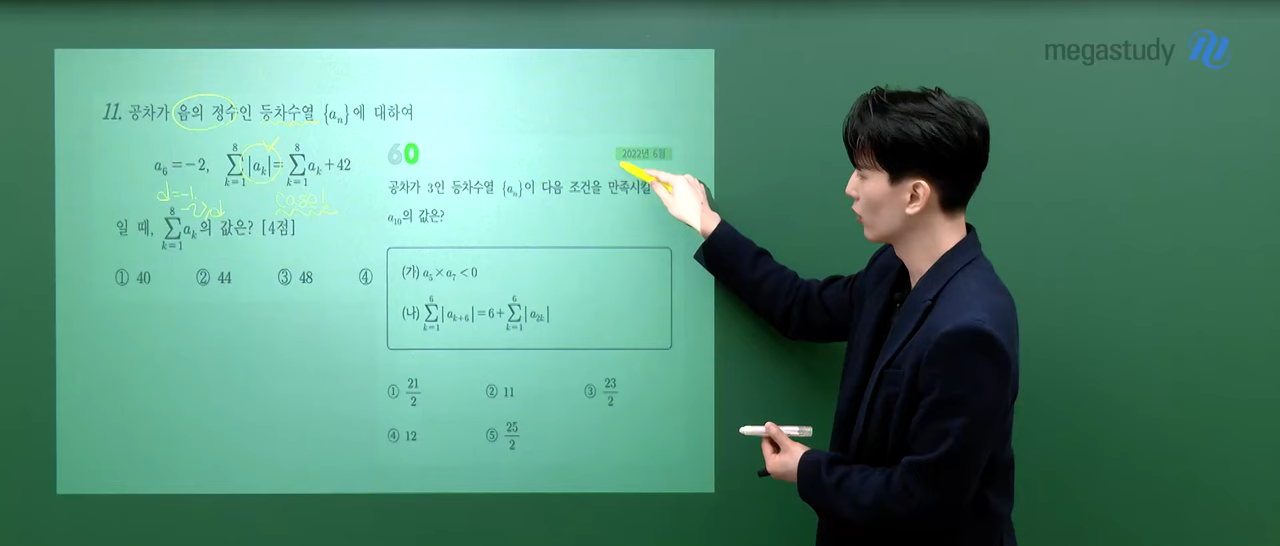 megastudy
11. 공차가 음의 정수인 등차수열 {aₙ}에 대하여
a₆=-2, ∑_{k=1}^{8}|aₖ|=∑_{k=1}^{8}aₖ+42
d=-1
일 때, ∑_{k=1}^{8}aₖ의 값은? [4점]
① 40 ② 44 ③ 48 ④
60
2022년 6월
공차가 3인 등차수열 {aₙ}이 다음 조건을 만족시킬
a₁₀의 값은?
(가) a₅×a₇<0
(나) ∑_{k=1}^{6}|aₖ₊₆|=6+∑_{k=1}^{6}|a₂ₖ|
① 21/2 ② 11 ③ 23/2
④ 12 ⑤ 25/2